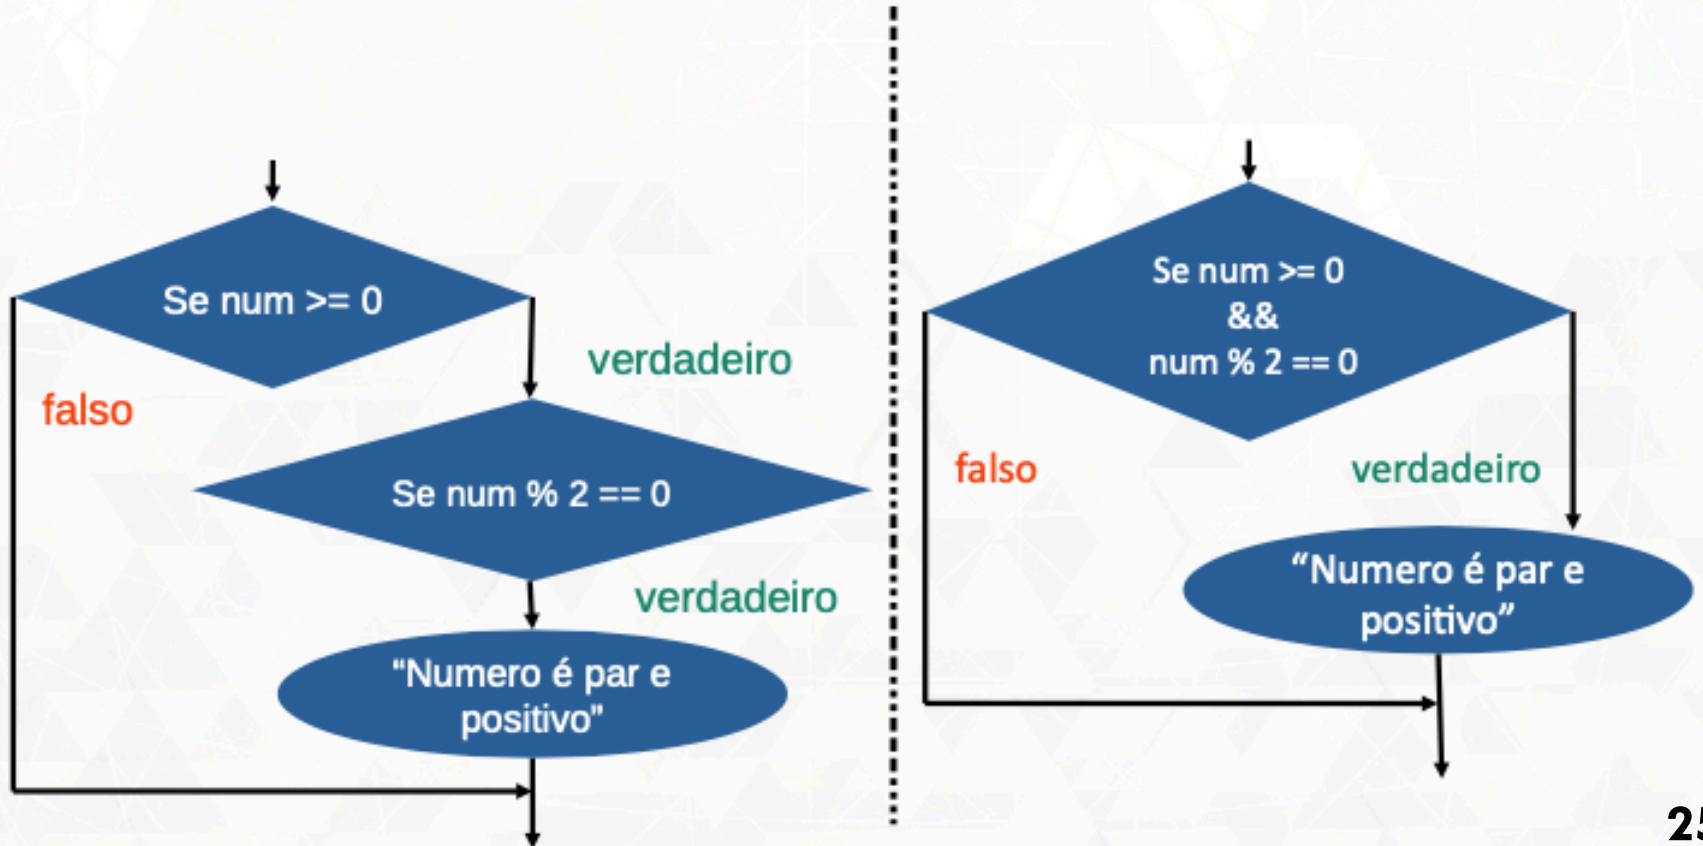 Se num >= 0
verdadeiro
falso
Se num % 2 == 0
verdadeiro
“Numero é par e
positivo”
Se num >= 0
&&
num % 2 == 0
falso
verdadeiro
“Numero é par e
positivo”
25